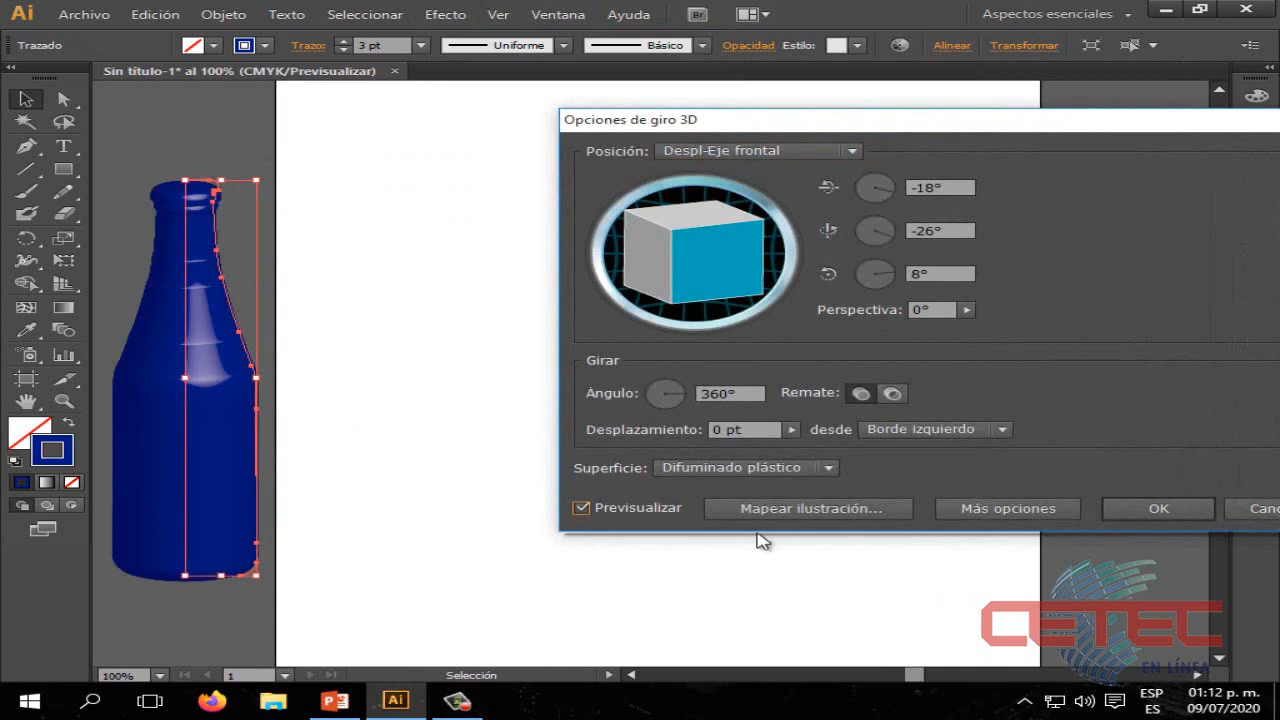 Ai Archivo Edición Objeto Texto Seleccionar Efecto Ver Ventana Ayuda Br Aspectos esenciales
Trazado Trazo: 3 pt Uniforme Básico Opacidad Estilo: Alinear Transformar
Sin título-1* al 100% (CMYK/Previsualizar)
Opciones de giro 3D
Posición: Despl-Eje frontal
-18°
-26°
8°
Perspectiva: 0°
Girar
Ángulo: 360° Remate:
Desplazamiento: 0 pt desde Borde izquierdo
Superficie: Difuminado plástico
Previsualizar Mapear ilustración... Más opciones OK Canc
CETEC
EN LÍNEA
100% 1 Selección
Ai ESP 01:12 p. m.
ES 09/07/2020